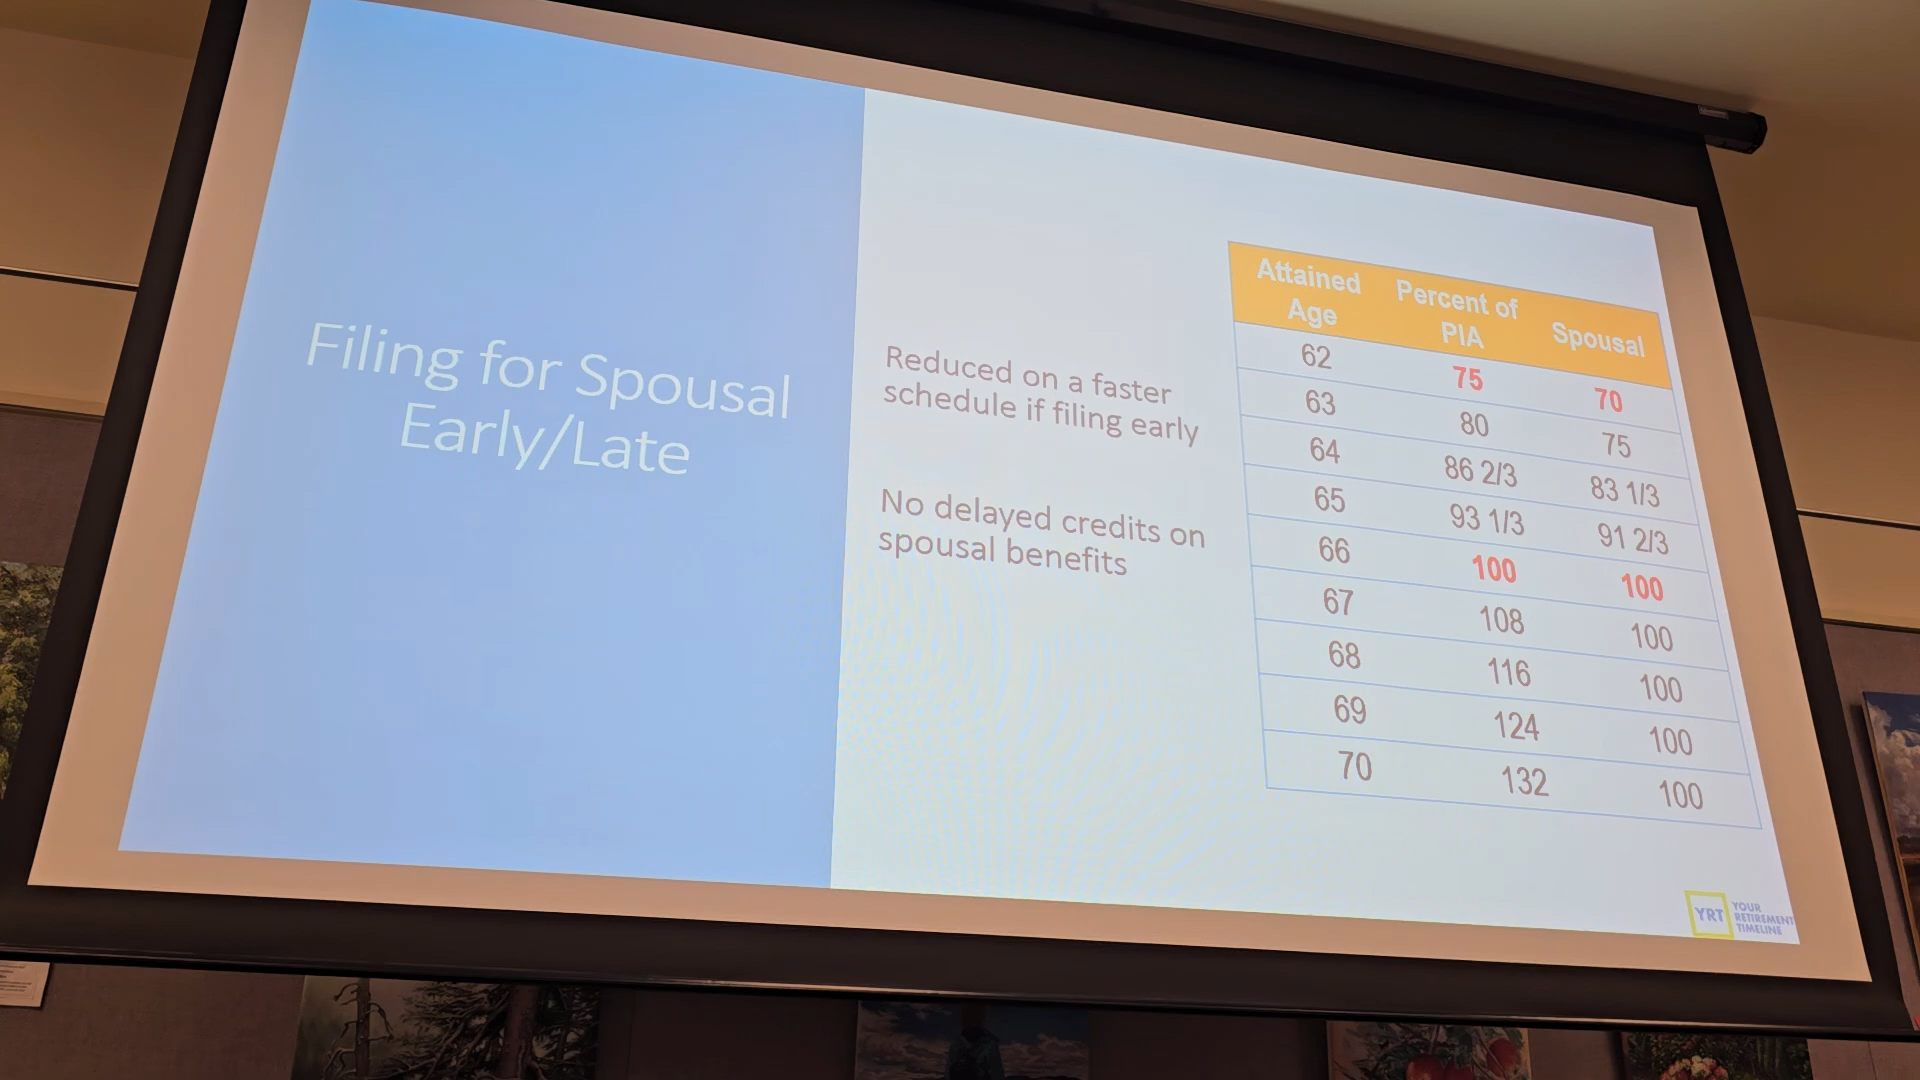 Filing for Spousal
Early/Late
Reduced on a faster
schedule if filing early
No delayed credits on
spousal benefits
Attained Age Percent of PIA Spousal
62 75 70
63 80 75
64 86 2/3 83 1/3
65 93 1/3 91 2/3
66 100 100
67 108 100
68 116 100
69 124 100
70 132 100
YRT YOUR
RETIREMENT
TIMELINE